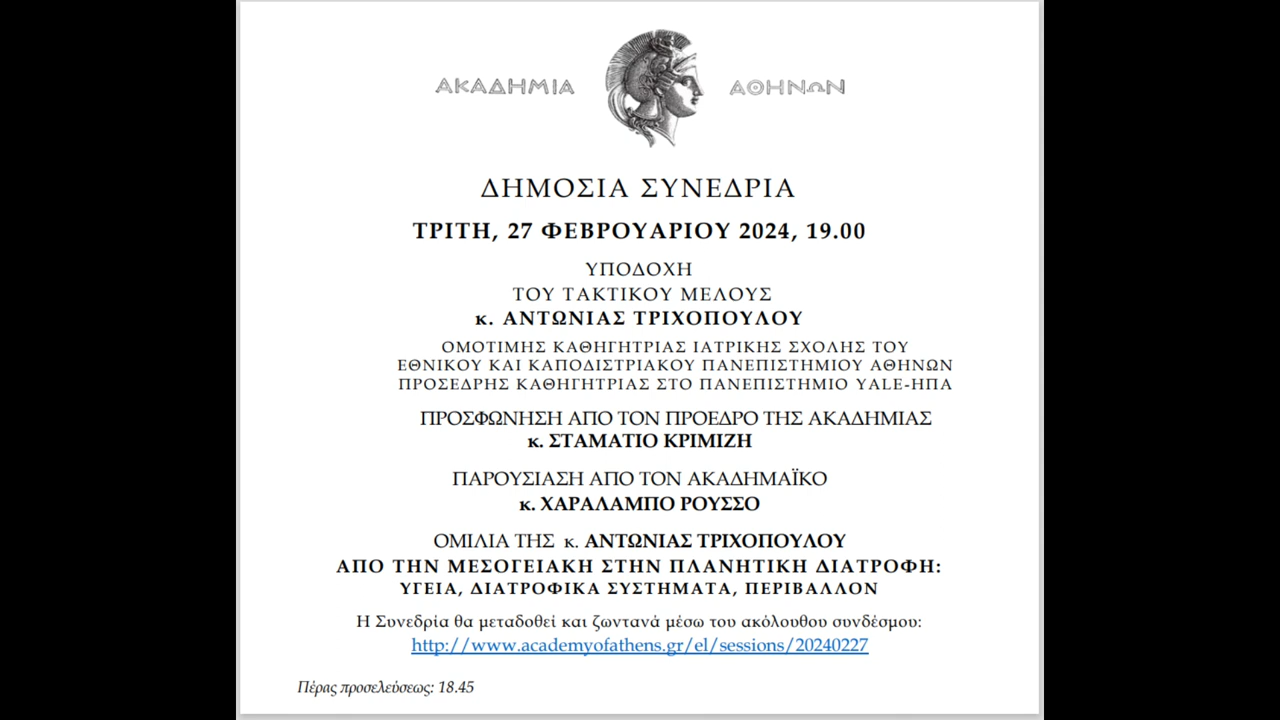 ΑΚΑΔΗΜΙΑ ΑΘΗΝΩΝ
ΔΗΜΟΣΙΑ ΣΥΝΕΔΡΙΑ
ΤΡΙΤΗ, 27 ΦΕΒΡΟΥΑΡΙΟΥ 2024, 19.00
ΥΠΟΔΟΧΗ
ΤΟΥ ΤΑΚΤΙΚΟΥ ΜΕΛΟΥΣ
κ. ΑΝΤΩΝΙΑΣ ΤΡΙΧΟΠΟΥΛΟΥ
ΟΜΟΤΙΜΗΣ ΚΑΘΗΓΗΤΡΙΑΣ ΙΑΤΡΙΚΗΣ ΣΧΟΛΗΣ ΤΟΥ
ΕΘΝΙΚΟΥ ΚΑΙ ΚΑΠΟΔΙΣΤΡΙΑΚΟΥ ΠΑΝΕΠΙΣΤΗΜΙΟΥ ΑΘΗΝΩΝ
ΠΡΟΣΕΔΡΗΣ ΚΑΘΗΓΗΤΡΙΑΣ ΣΤΟ ΠΑΝΕΠΙΣΤΗΜΙΟ YALE-ΗΠΑ
ΠΡΟΣΦΩΝΗΣΗ ΑΠΟ ΤΟΝ ΠΡΟΕΔΡΟ ΤΗΣ ΑΚΑΔΗΜΙΑΣ
κ. ΣΤΑΜΑΤΙΟ ΚΡΙΜΙΖΗ
ΠΑΡΟΥΣΙΑΣΗ ΑΠΟ ΤΟΝ ΑΚΑΔΗΜΑΪΚΟ
κ. ΧΑΡΑΛΑΜΠΟ ΡΟΥΣΣΟ
ΟΜΙΛΙΑ ΤΗΣ κ. ΑΝΤΩΝΙΑΣ ΤΡΙΧΟΠΟΥΛΟΥ
ΑΠΟ ΤΗΝ ΜΕΣΟΓΕΙΑΚΗ ΣΤΗΝ ΠΛΑΝΗΤΙΚΗ ΔΙΑΤΡΟΦΗ:
ΥΓΕΙΑ, ΔΙΑΤΡΟΦΙΚΑ ΣΥΣΤΗΜΑΤΑ, ΠΕΡΙΒΑΛΛΟΝ
Η Συνεδρία θα μεταδοθεί και ζωντανά μέσω του ακόλουθου συνδέσμου:
http://www.academyofathens.gr/el/sessions/20240227
Πέρας προσελεύσεως: 18.45